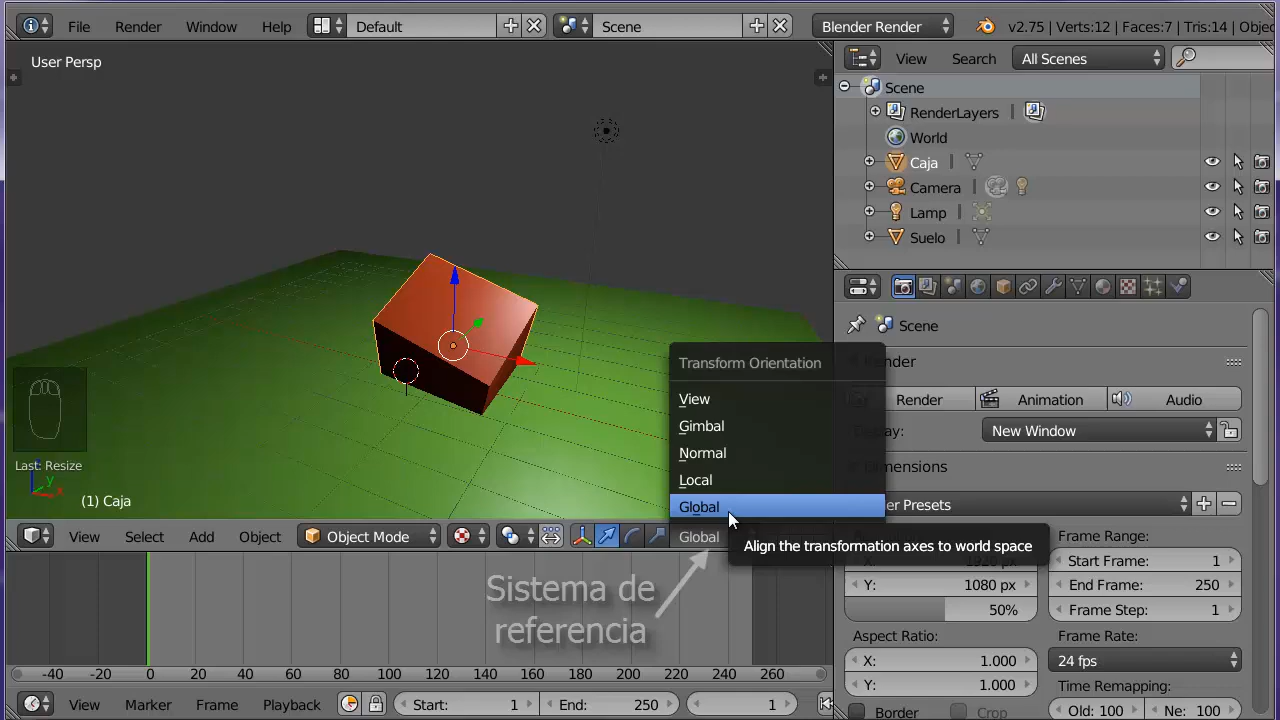 File Render Window Help Default Scene Blender Render v2.75 | Verts:12 | Faces:7 | Tris:14 | Objec
User Persp
View Search All Scenes
Scene
RenderLayers
World
Caja
Camera
Lamp
Suelo
Scene
Render
Render Animation Audio
Display: New Window
Dimensions
er Presets
Transform Orientation
View
Gimbal
Normal
Local
Global
Align the transformation axes to world space
Last: Resize
z
y
x
(1) Caja
View Select Add Object Object Mode Global
Frame Range:
X: 1920 px Start Frame: 1
Y: 1080 px End Frame: 250
50% Frame Step: 1
Aspect Ratio: Frame Rate:
X: 1.000 24 fps
Y: 1.000 Time Remapping:
Border Crop Old: 100 Ne: 100
Sistema de
referencia
-40 -20 0 20 40 60 80 100 120 140 160 180 200 220 240 260
View Marker Frame Playback Start: 1 End: 250 1